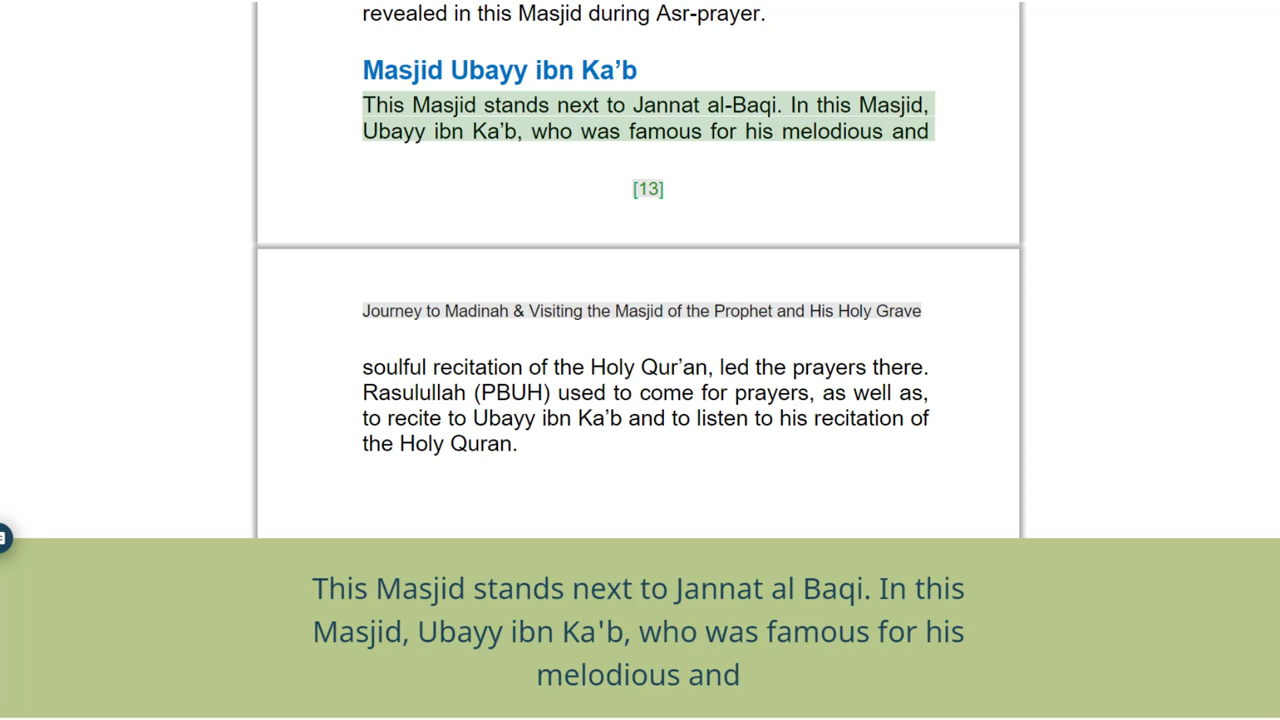 revealed in this Masjid during Asr-prayer.
Masjid Ubayy ibn Ka’b
This Masjid stands next to Jannat al-Baqi. In this Masjid,
Ubayy ibn Ka’b, who was famous for his melodious and
[13]
Journey to Madinah & Visiting the Masjid of the Prophet and His Holy Grave
soulful recitation of the Holy Qur’an, led the prayers there.
Rasulullah (PBUH) used to come for prayers, as well as,
to recite to Ubayy ibn Ka’b and to listen to his recitation of
the Holy Quran.
This Masjid stands next to Jannat al Baqi. In this
Masjid, Ubayy ibn Ka'b, who was famous for his
melodious and